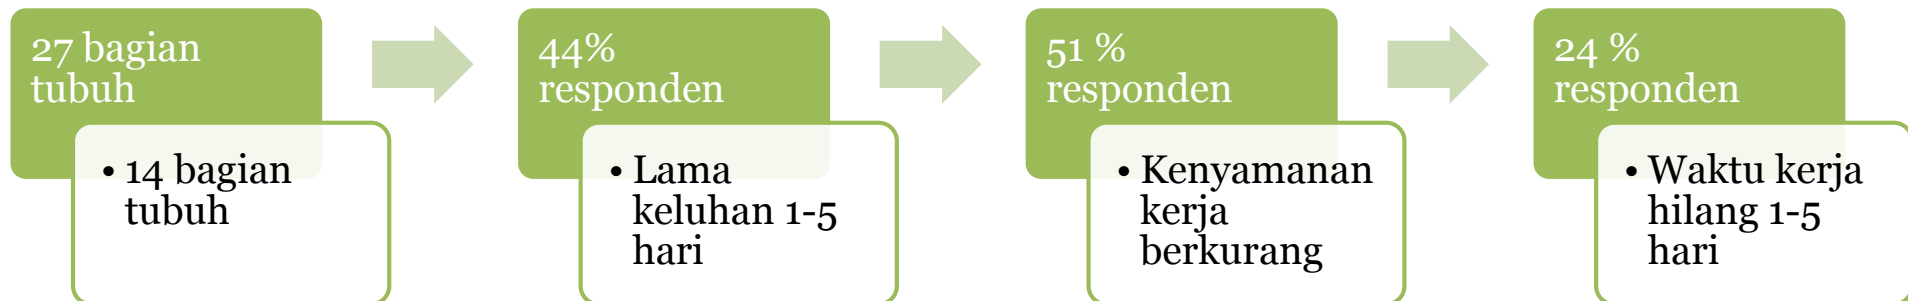 27 bagian
tubuh
• 14 bagian
tubuh
44%
responden
• Lama
keluhan 1-5
hari
51 %
responden
• Kenyamanan
kerja
berkurang
24 %
responden
• Waktu kerja
hilang 1-5
hari